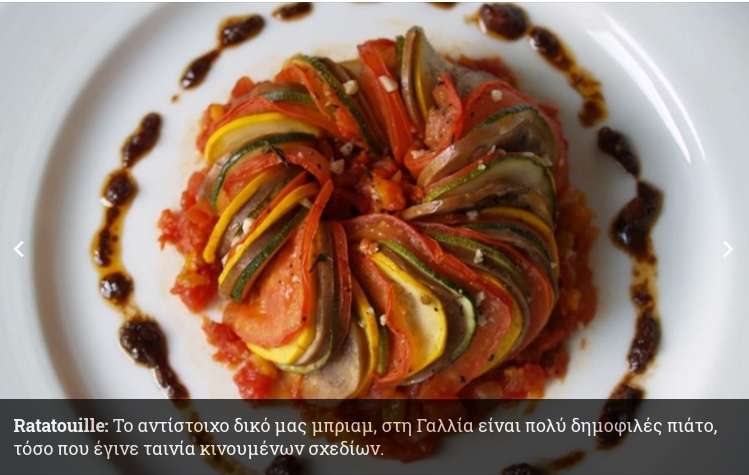 Ratatouille: Το αντίστοιχο δικό μας μπριαμ, στη Γαλλία είναι πολύ δημοφιλές πιάτο,
τόσο που έγινε ταινία κινουμένων σχεδίων.